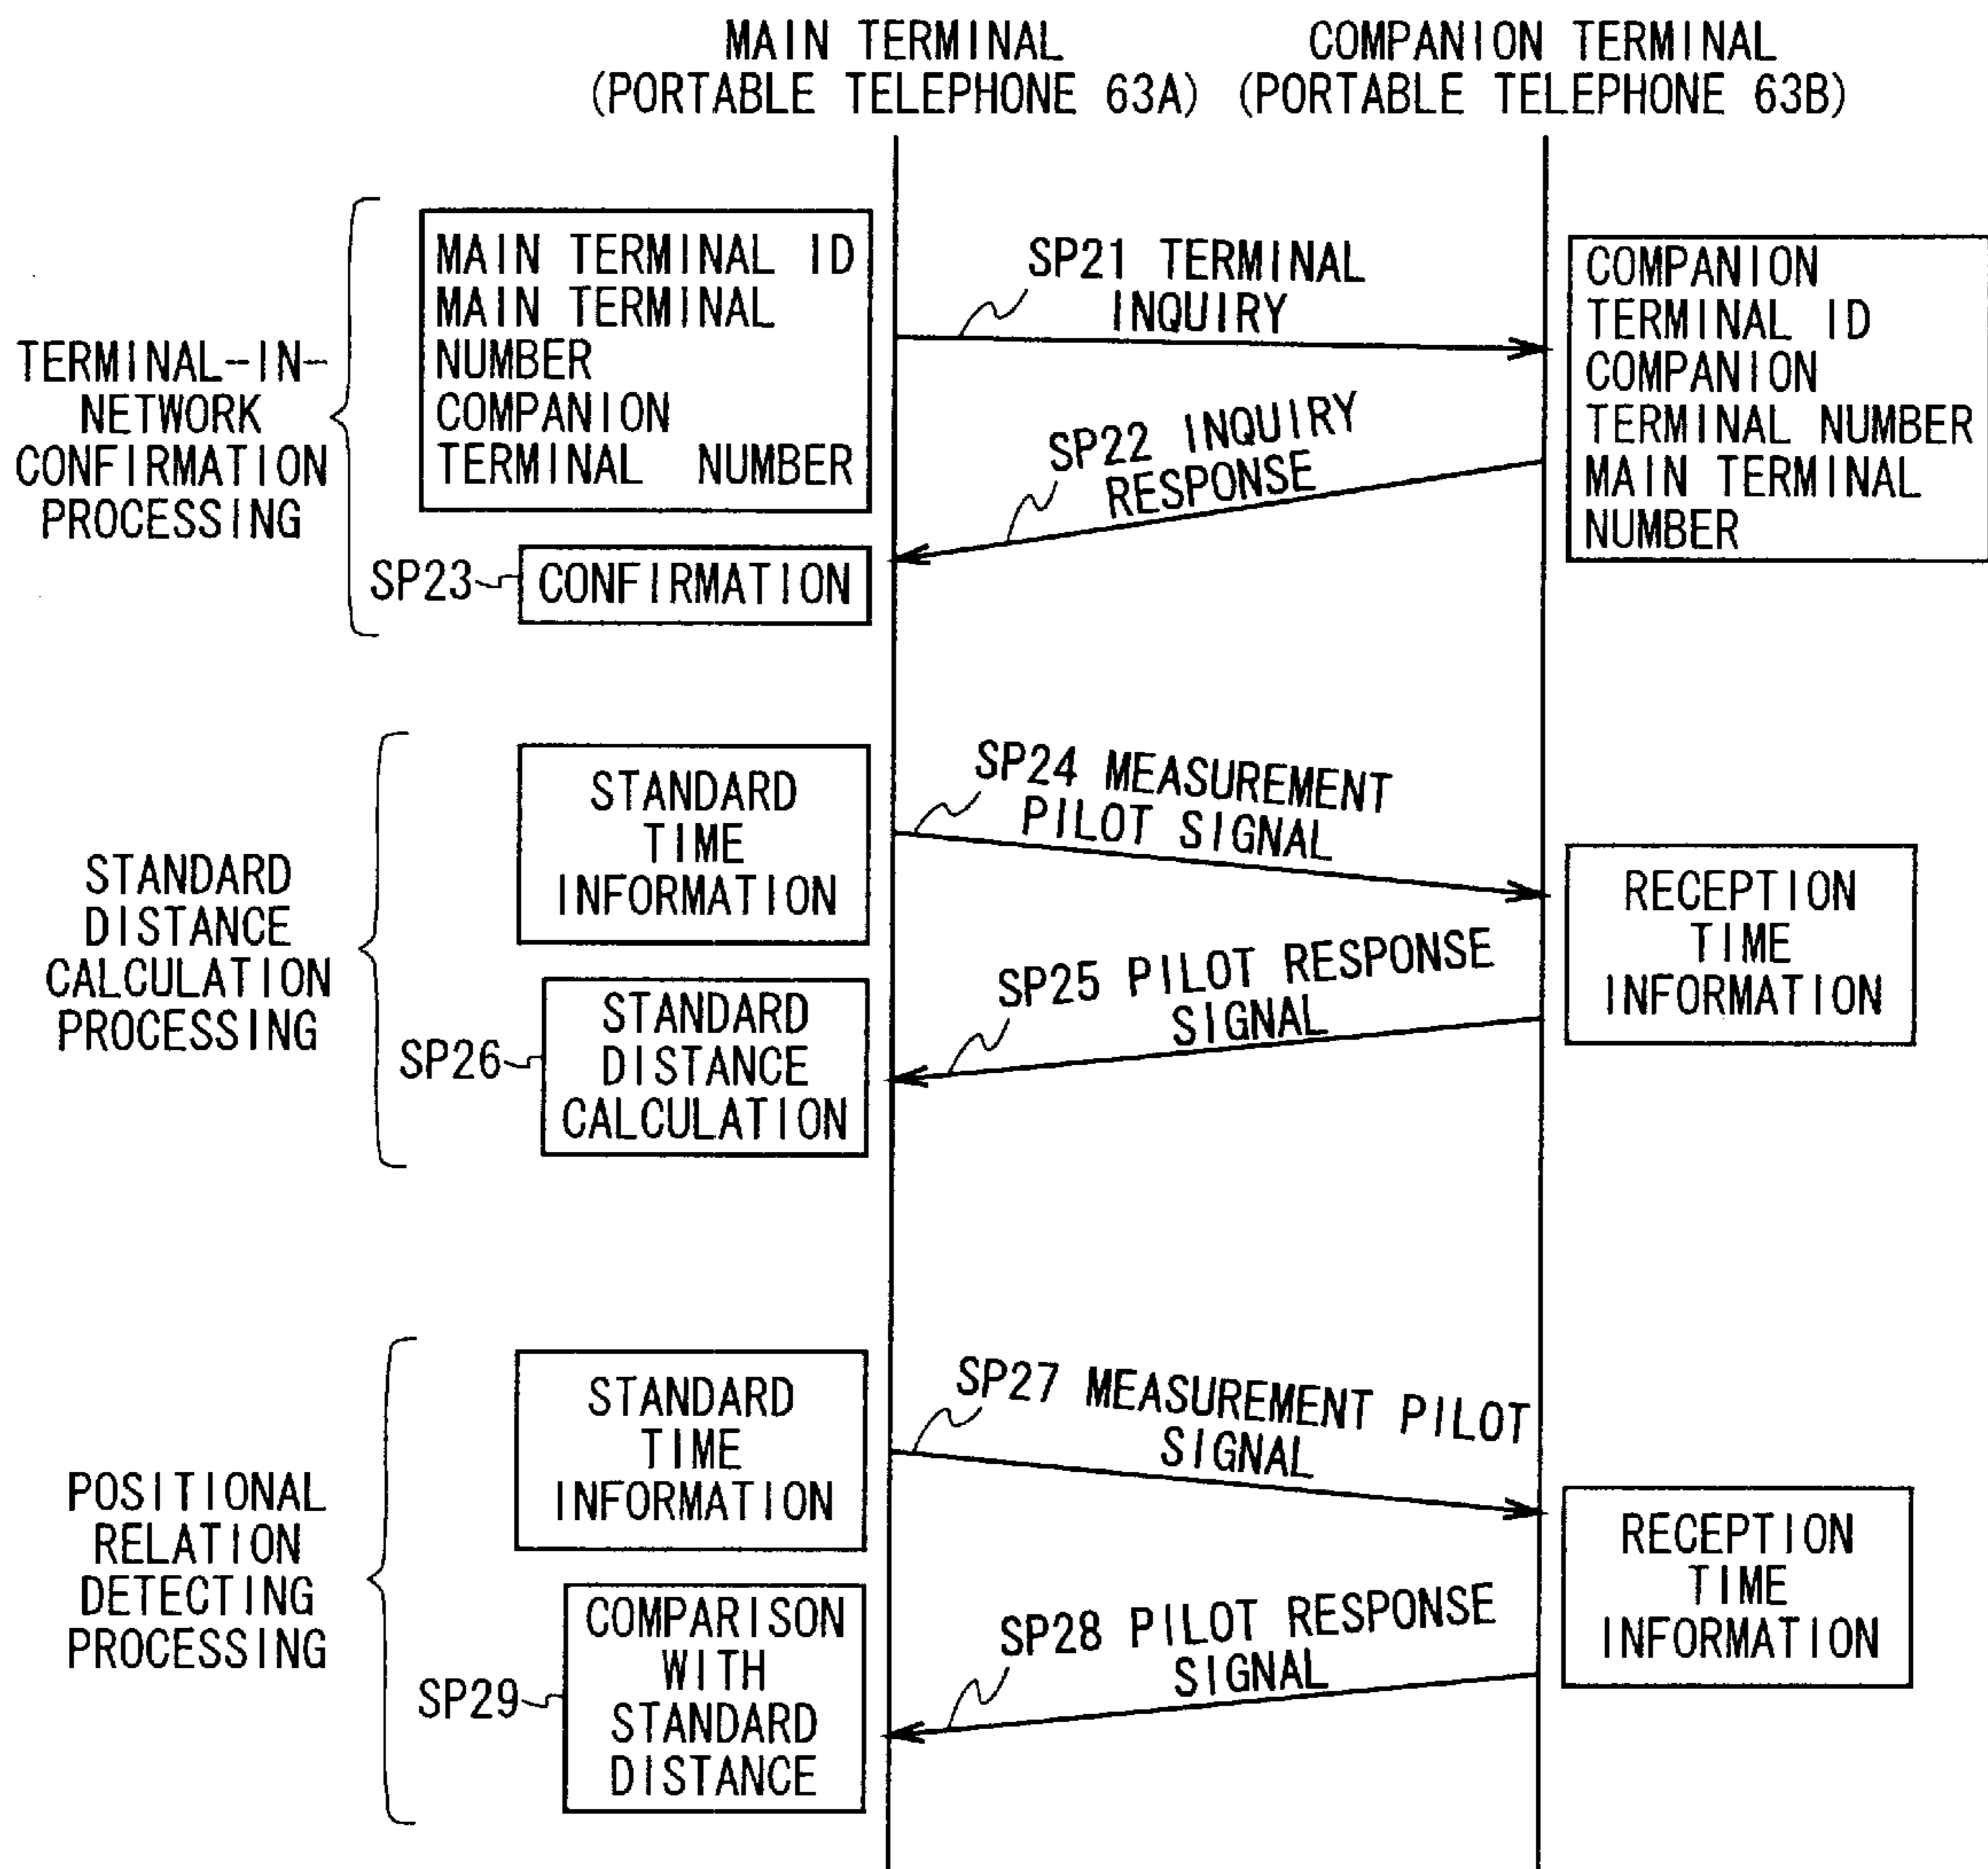 MAIN TERMINAL
(PORTABLE TELEPHONE 63A)
COMPANION TERMINAL
(PORTABLE TELEPHONE 63B)
TERMINAL-IN-
NETWORK
CONFIRMATION
PROCESSING
MAIN TERMINAL ID
MAIN TERMINAL
NUMBER
COMPANION
TERMINAL NUMBER
SP21 TERMINAL
INQUIRY
COMPANION
TERMINAL ID
COMPANION
TERMINAL NUMBER
MAIN TERMINAL
NUMBER
SP22 INQUIRY
RESPONSE
SP23
CONFIRMATION
STANDARD
DISTANCE
CALCULATION
PROCESSING
STANDARD
TIME
INFORMATION
SP24 MEASUREMENT
PILOT SIGNAL
RECEPTION
TIME
INFORMATION
SP25 PILOT RESPONSE
SIGNAL
SP26
STANDARD
DISTANCE
CALCULATION
POSITIONAL
RELATION
DETECTING
PROCESSING
STANDARD
TIME
INFORMATION
SP27 MEASUREMENT PILOT
SIGNAL
RECEPTION
TIME
INFORMATION
SP28 PILOT RESPONSE
SIGNAL
SP29
COMPARISON
WITH
STANDARD
DISTANCE